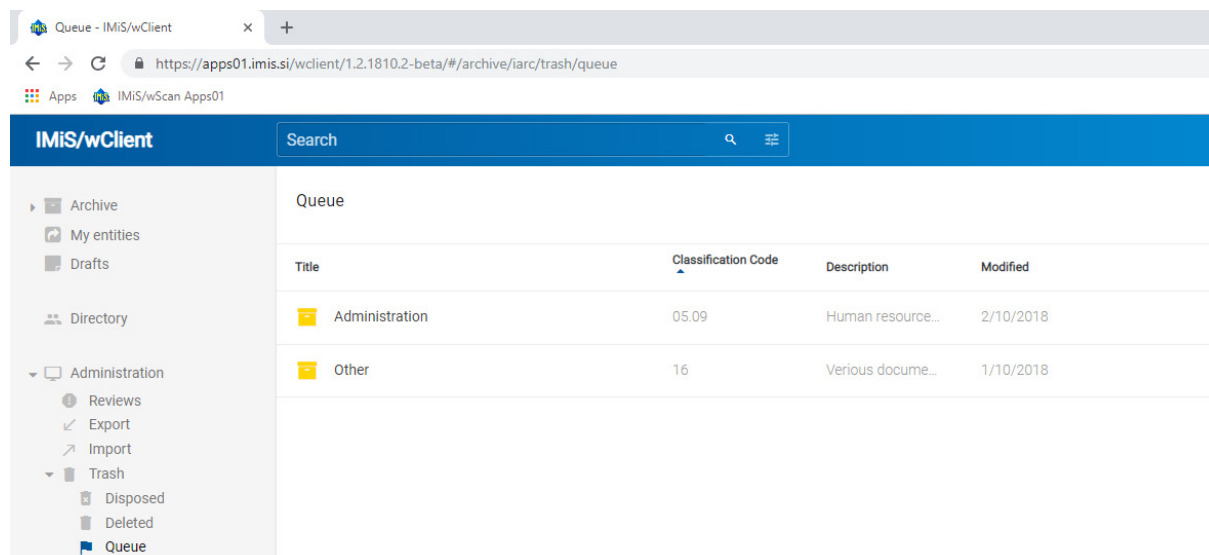 Queue - IMiS/wClient
https://apps01.imis.si/wclient/1.2.1810.2-beta/#/archive/iarc/trash/queue
Apps IMiS/wScan Apps01
IMiS/wClient Search
Archive
My entities
Drafts
Directory
Administration
Reviews
Export
Import
Trash
Disposed
Deleted
Queue
Queue
Title Classification Code Description Modified
Administration 05.09 Human resource... 2/10/2018
Other 16 Verious docume... 1/10/2018